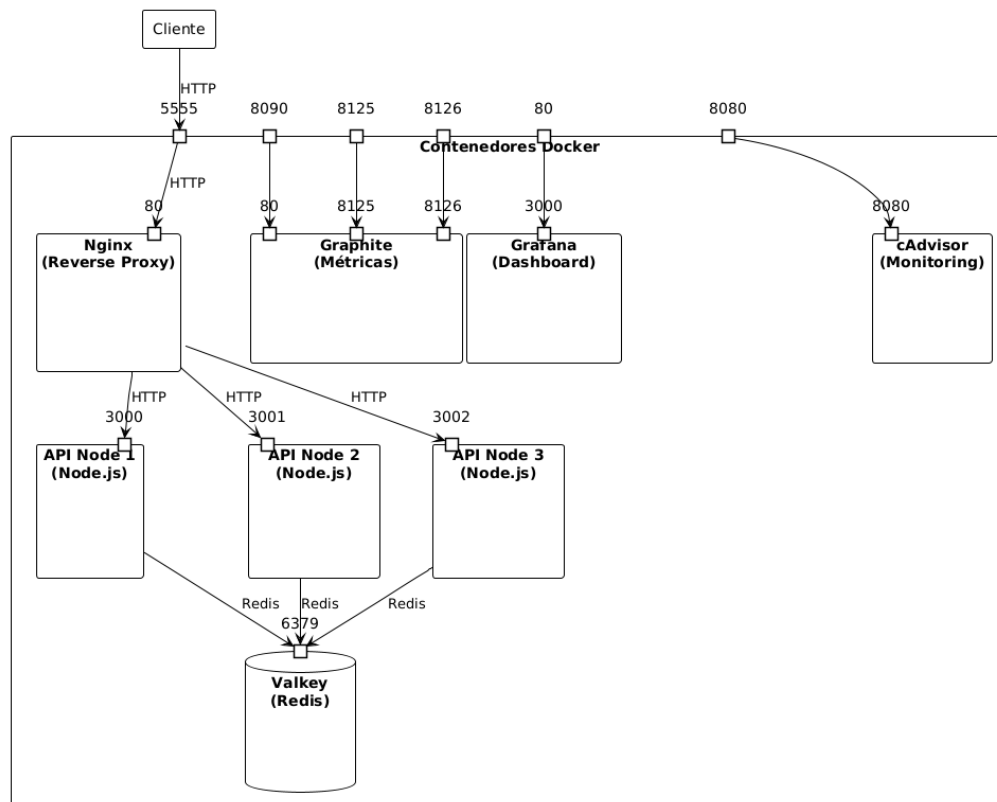 Cliente
HTTP
5555
8090
8125
8126
80
8080
Contenedores Docker
HTTP
80
80
8125
8126
3000
8080
Nginx
(Reverse Proxy)
Graphite
(Métricas)
Grafana
(Dashboard)
cAdvisor
(Monitoring)
HTTP
HTTP
HTTP
3000
3001
3002
API Node 1
(Node.js)
API Node 2
(Node.js)
API Node 3
(Node.js)
Redis
Redis
Redis
6379
Valkey
(Redis)